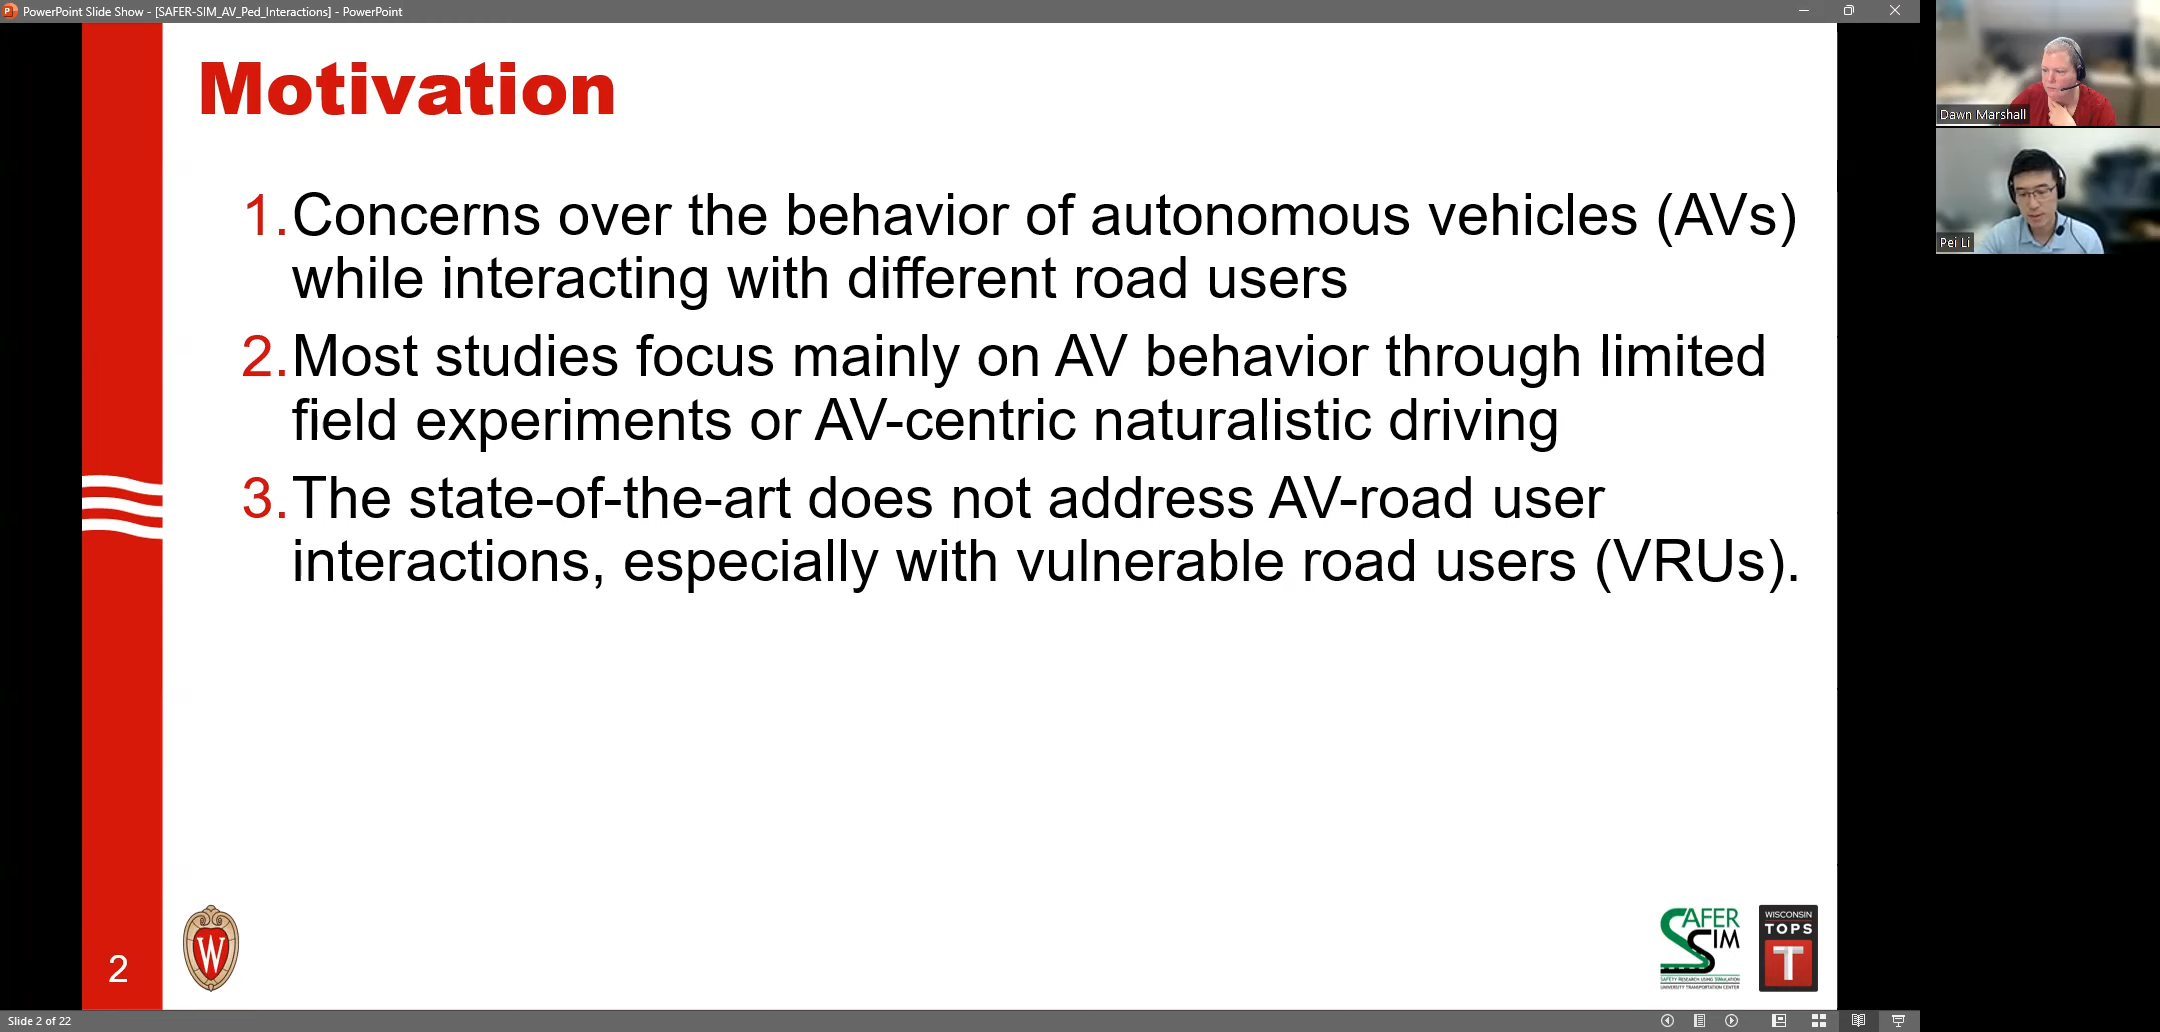 PowerPoint Slide Show - [SAFER-SIM_AV_Ped_Interactions] - PowerPoint
Motivation
1. Concerns over the behavior of autonomous vehicles (AVs)
while interacting with different road users
2. Most studies focus mainly on AV behavior through limited
field experiments or AV-centric naturalistic driving
3. The state-of-the-art does not address AV-road user
interactions, especially with vulnerable road users (VRUs).
Dawn Marshall
Pei Li
2
W
SAFER
SIM
SAFETY RESEARCH USING SIMULATION
UNIVERSITY TRANSPORTATION CENTER
WISCONSIN
TOPS
T
Slide 2 of 22